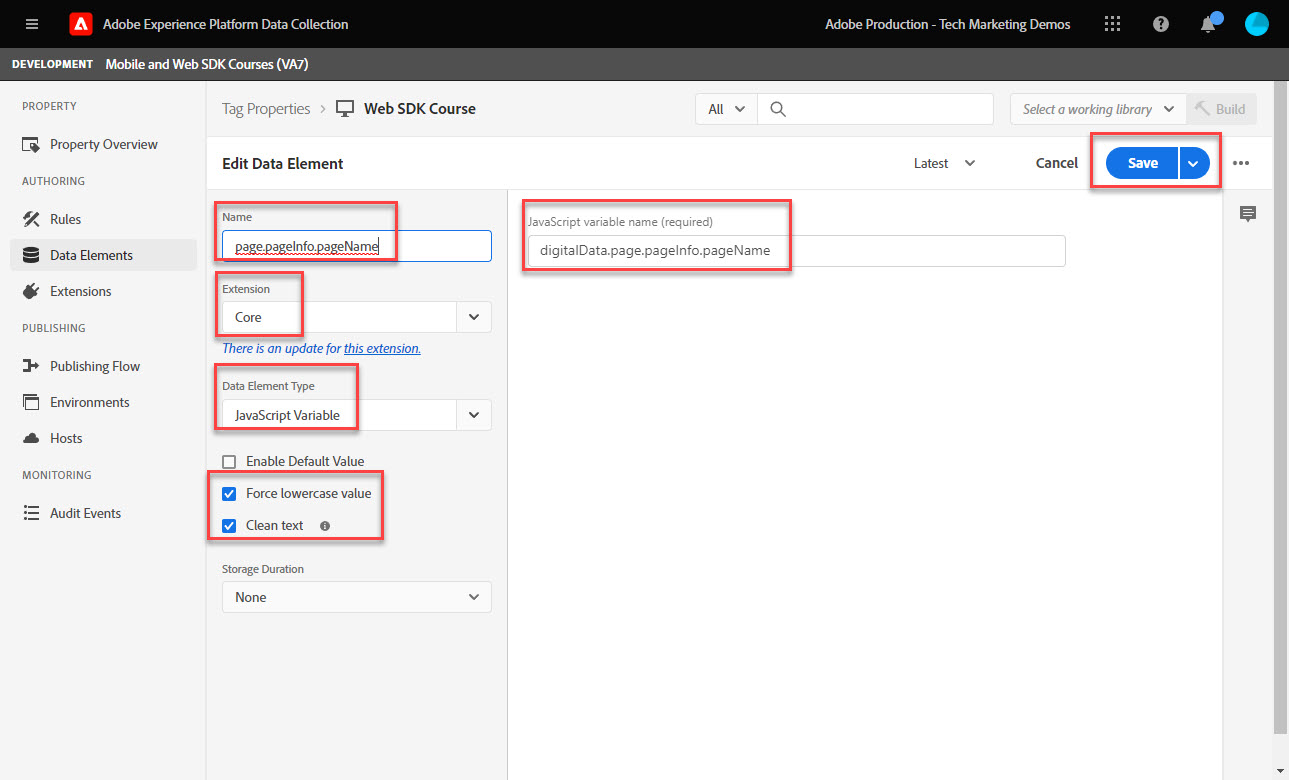 Adobe Experience Platform Data Collection
Adobe Production - Tech Marketing Demos
DEVELOPMENT Mobile and Web SDK Courses (VA7)
PROPERTY
Property Overview
AUTHORING
Rules
Data Elements
Extensions
PUBLISHING
Publishing Flow
Environments
Hosts
MONITORING
Audit Events
Tag Properties > Web SDK Course
All
Select a working library
Build
Edit Data Element
Latest
Cancel
Save
Name
page.pageInfo.pageName
Extension
Core
There is an update for this extension.
Data Element Type
JavaScript Variable
Enable Default Value
Force lowercase value
Clean text
Storage Duration
None
JavaScript variable name (required)
digitalData.page.pageInfo.pageName